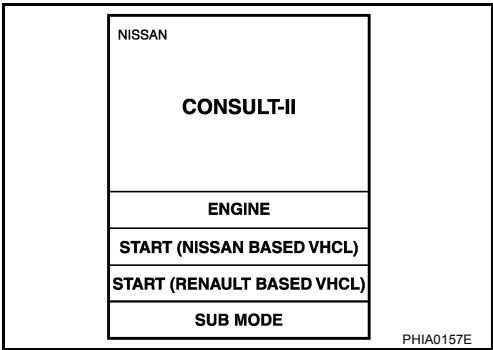 NISSAN
CONSULT-II
ENGINE
START (NISSAN BASED VHCL)
START (RENAULT BASED VHCL)
SUB MODE
PHIA0157E